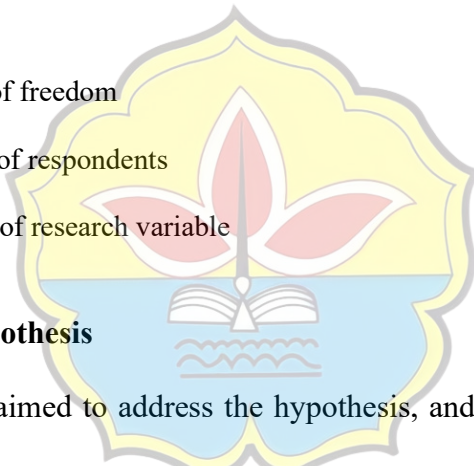 of freedom
of respondents
of research variable
othesis
aimed to address the hypothesis, and